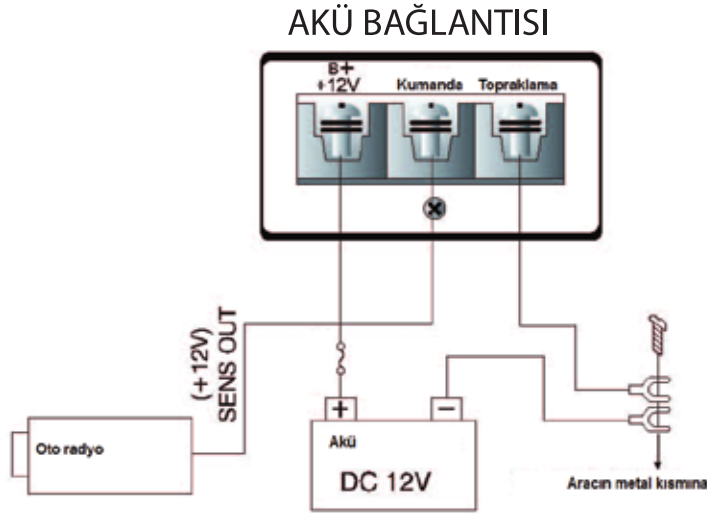 AKÜ BAĞLANTISI
B+
+12V
Kumanda
Topraklama
(+12V)
SENS OUT
+
−
Oto radyo
Akü
DC 12V
Aracın metal kısmına